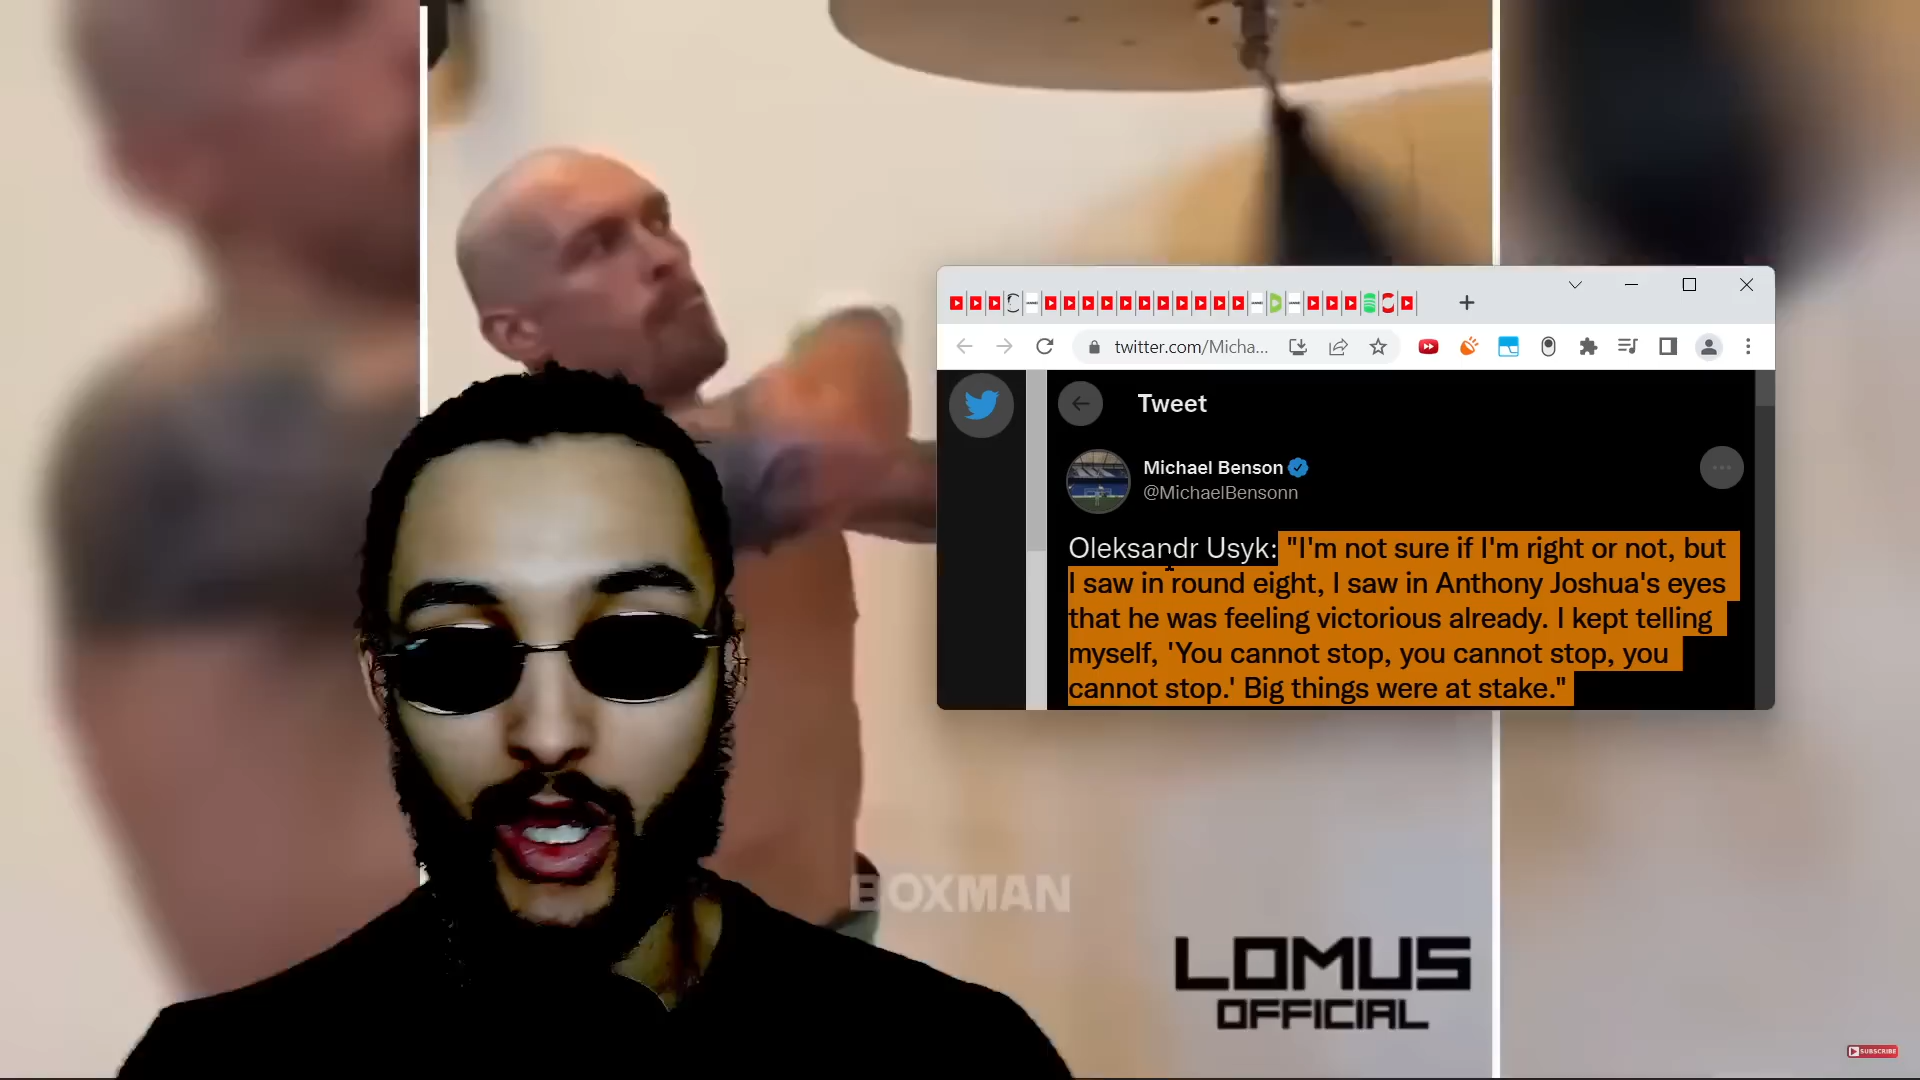 twitter.com/Micha...
Tweet
Michael Benson
@MichaelBensonn
Oleksandr Usyk: "I'm not sure if I'm right or not, but
I saw in round eight, I saw in Anthony Joshua's eyes
that he was feeling victorious already. I kept telling
myself, 'You cannot stop, you cannot stop, you
cannot stop.' Big things were at stake."
BOXMAN
LOMUS
OFFICIAL
SUBSCRIBE